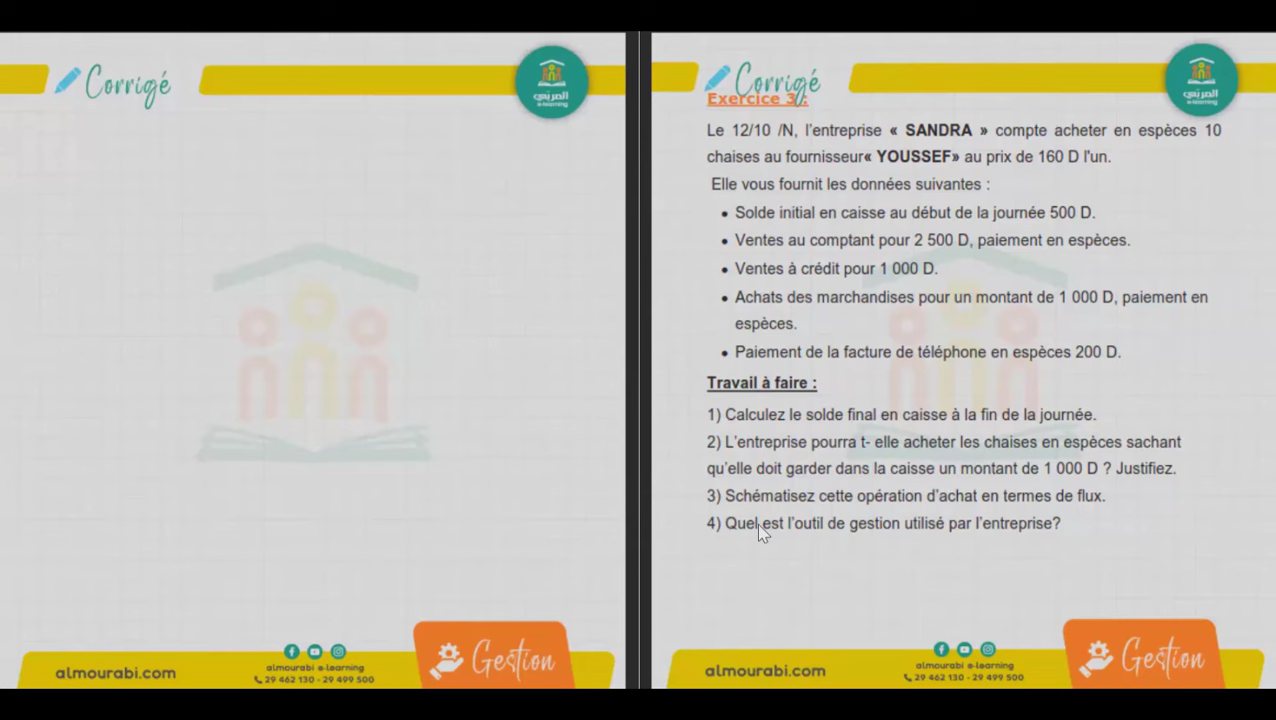 Corrigé
المربّي
e-learning
almourabi.com
almourabi e-learning
29 462 130 - 29 499 500
Gestion
Corrigé
المربّي
e-learning
Exercice 3 :
Le 12/10 /N, l'entreprise « SANDRA » compte acheter en espèces 10
chaises au fournisseur« YOUSSEF» au prix de 160 D l'un.
Elle vous fournit les données suivantes :
• Solde initial en caisse au début de la journée 500 D.
• Ventes au comptant pour 2 500 D, paiement en espèces.
• Ventes à crédit pour 1 000 D.
• Achats des marchandises pour un montant de 1 000 D, paiement en
espèces.
• Paiement de la facture de téléphone en espèces 200 D.
Travail à faire :
1) Calculez le solde final en caisse à la fin de la journée.
2) L'entreprise pourra t- elle acheter les chaises en espèces sachant
qu'elle doit garder dans la caisse un montant de 1 000 D ? Justifiez.
3) Schématisez cette opération d'achat en termes de flux.
4) Quel est l'outil de gestion utilisé par l'entreprise?
almourabi.com
almourabi e-learning
29 462 130 - 29 499 500
Gestion